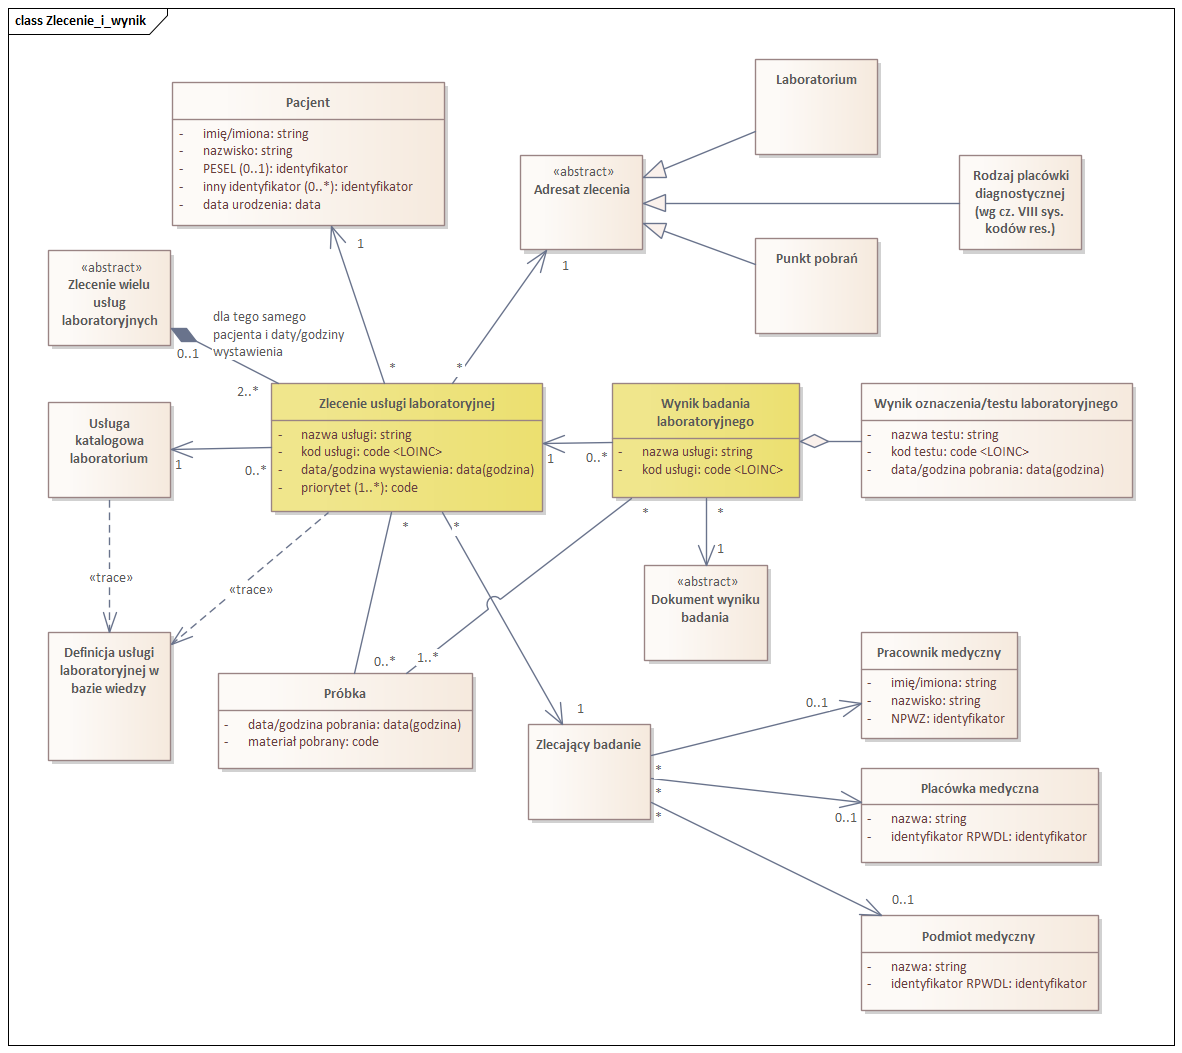 class Zlecenie_i_wynik
Laboratorium
Pacjent
- imię/imiona: string
- nazwisko: string
- PESEL (0..1): identyfikator
- inny identyfikator (0..*): identyfikator
- data urodzenia: data
«abstract»
Adresat zlecenia
Rodzaj placówki
diagnostycznej
(wg cz. VIII sys.
kodów res.)
Punkt pobrań
1
1
«abstract»
Zlecenie wielu
usług
laboratoryjnych
dla tego samego
pacjenta i daty/godziny
wystawienia
0..1
2..*
*
*
Zlecenie usługi laboratoryjnej
- nazwa usługi: string
- kod usługi: code <LOINC>
- data/godzina wystawienia: data(godzina)
- priorytet (1..*): code
Wynik badania
laboratoryjnego
- nazwa usługi: string
- kod usługi: code <LOINC>
Wynik oznaczenia/testu laboratoryjnego
- nazwa testu: string
- kod testu: code <LOINC>
- data/godzina pobrania: data(godzina)
Usługa
katalogowa
laboratorium
1
0..*
1
0..*
*
*
*
*
1
«trace»
«trace»
«abstract»
Dokument wyniku
badania
Definicja usługi
laboratoryjnej w
bazie wiedzy
0..*
1..*
Próbka
- data/godzina pobrania: data(godzina)
- materiał pobrany: code
1
Zlecający badanie
Pracownik medyczny
- imię/imiona: string
- nazwisko: string
- NPWZ: identyfikator
0..1
*
*
*
Placówka medyczna
- nazwa: string
- identyfikator RPWDL: identyfikator
0..1
0..1
Podmiot medyczny
- nazwa: string
- identyfikator RPWDL: identyfikator